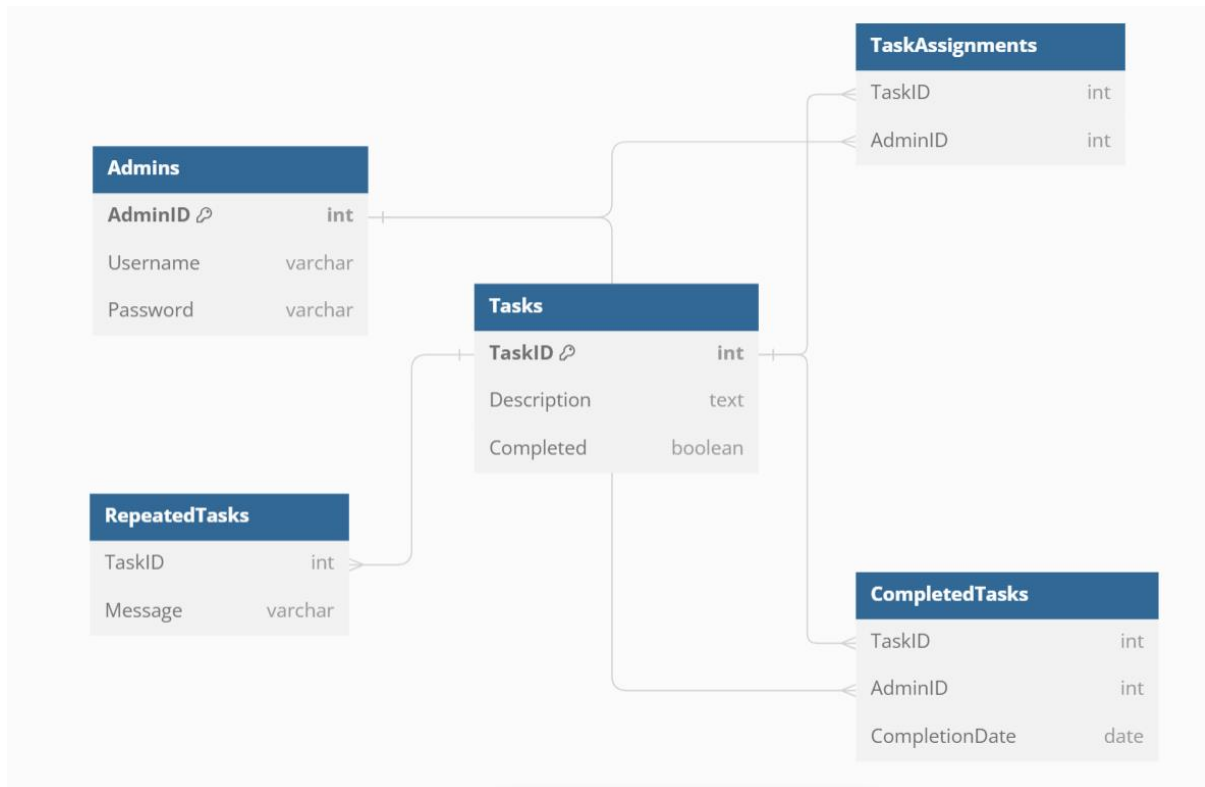 Admins
AdminID int
Username varchar
Password varchar
TaskAssignments
TaskID int
AdminID int
Tasks
TaskID int
Description text
Completed boolean
RepeatedTasks
TaskID int
Message varchar
CompletedTasks
TaskID int
AdminID int
CompletionDate date